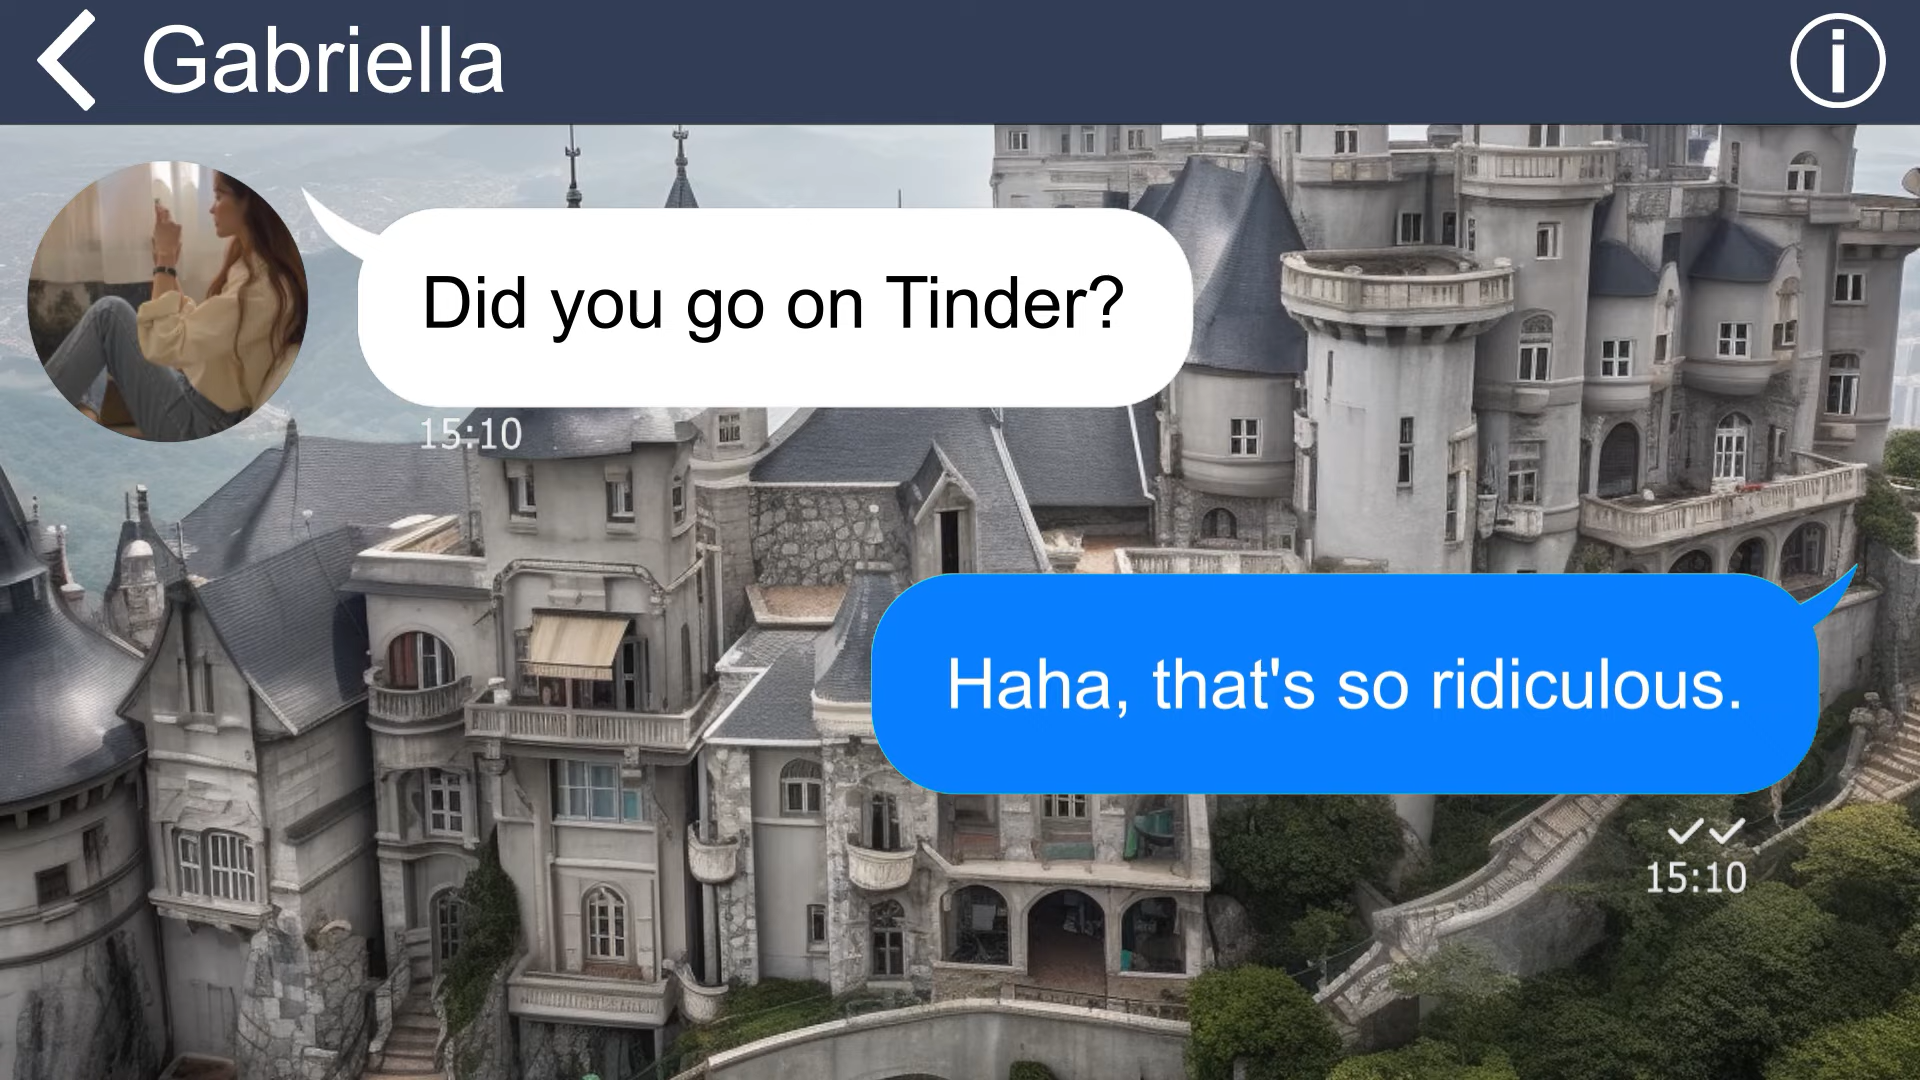 Gabriella
Did you go on Tinder?
15:10
Haha, that's so ridiculous.
15:10